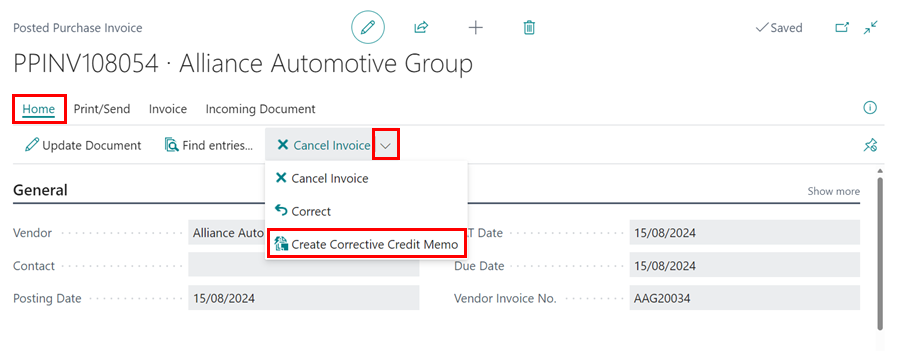 Posted Purchase Invoice
Saved
PPINV108054 · Alliance Automotive Group
Home Print/Send Invoice Incoming Document
Update Document Find entries... Cancel Invoice
Cancel Invoice
Correct
Create Corrective Credit Memo
General
Show more
Vendor Alliance Auto
T Date 15/08/2024
Contact
Due Date 15/08/2024
Posting Date 15/08/2024
Vendor Invoice No. AAG20034